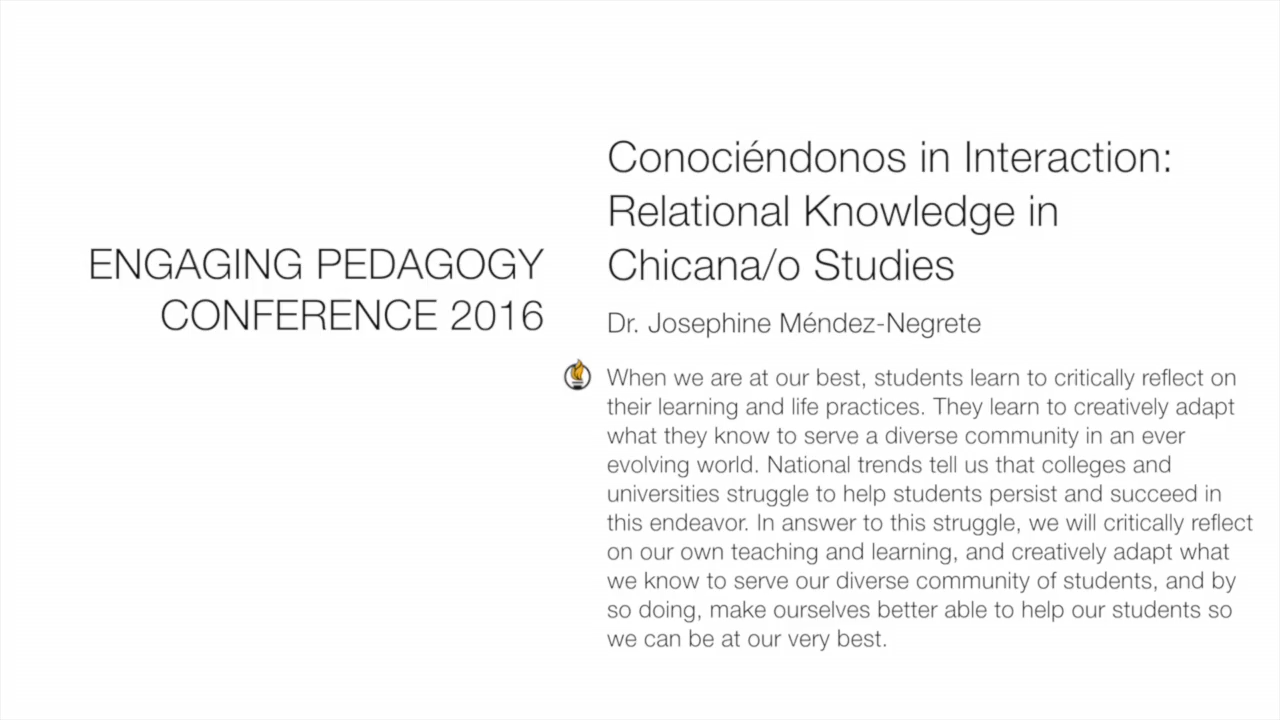 ENGAGING PEDAGOGY
CONFERENCE 2016
Conociéndonos in Interaction:
Relational Knowledge in
Chicana/o Studies
Dr. Josephine Méndez-Negrete
When we are at our best, students learn to critically reflect on
their learning and life practices. They learn to creatively adapt
what they know to serve a diverse community in an ever
evolving world. National trends tell us that colleges and
universities struggle to help students persist and succeed in
this endeavor. In answer to this struggle, we will critically reflect
on our own teaching and learning, and creatively adapt what
we know to serve our diverse community of students, and by
so doing, make ourselves better able to help our students so
we can be at our very best.